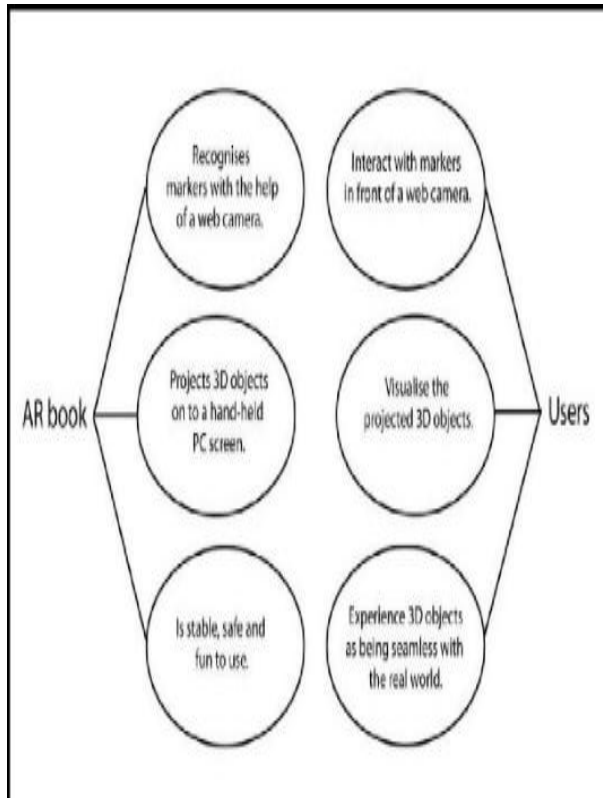 Recognises
markers with the help
of a web camera.
Interact with markers
in front of a web camera.
AR book
Projects 3D objects
on to a hand-held
PC screen.
Visualise the
projected 3D objects.
Users
Is stable, safe and
fun to use.
Experience 3D objects
as being seamless with
the real world.